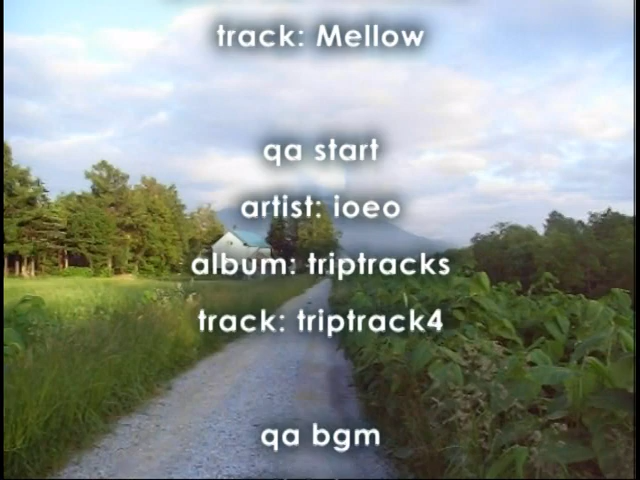 track: Mellow
qa start
artist: ioeo
album: triptracks
track: triptrack4
qa bgm